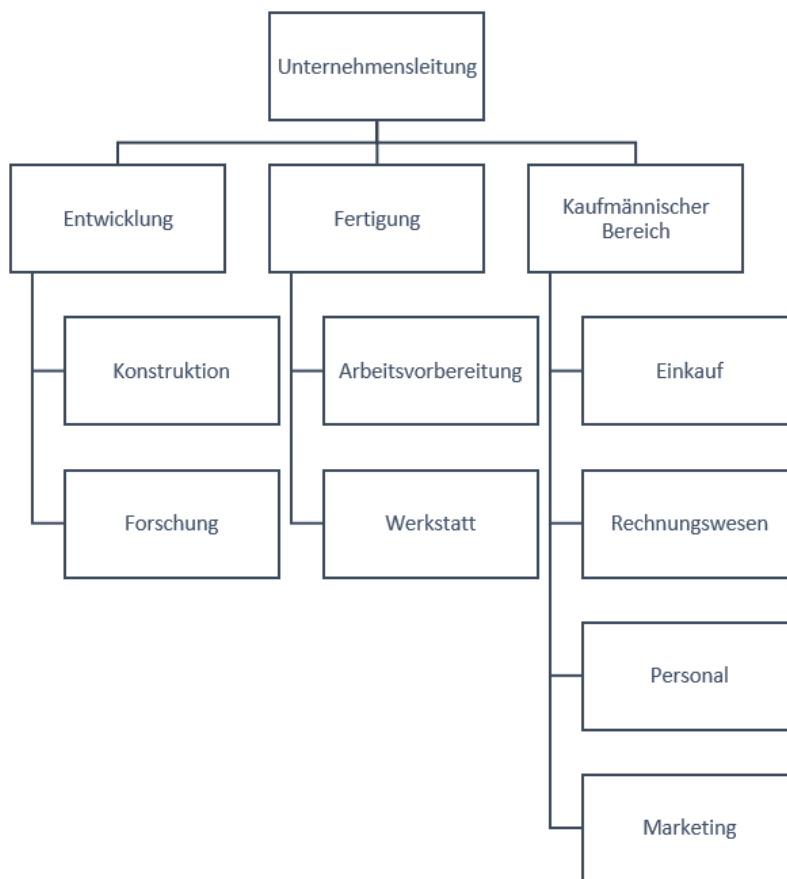 Unternehmensleitung
Entwicklung
Fertigung
Kaufmännischer
Bereich
Konstruktion
Arbeitsvorbereitung
Einkauf
Forschung
Werkstatt
Rechnungswesen
Personal
Marketing